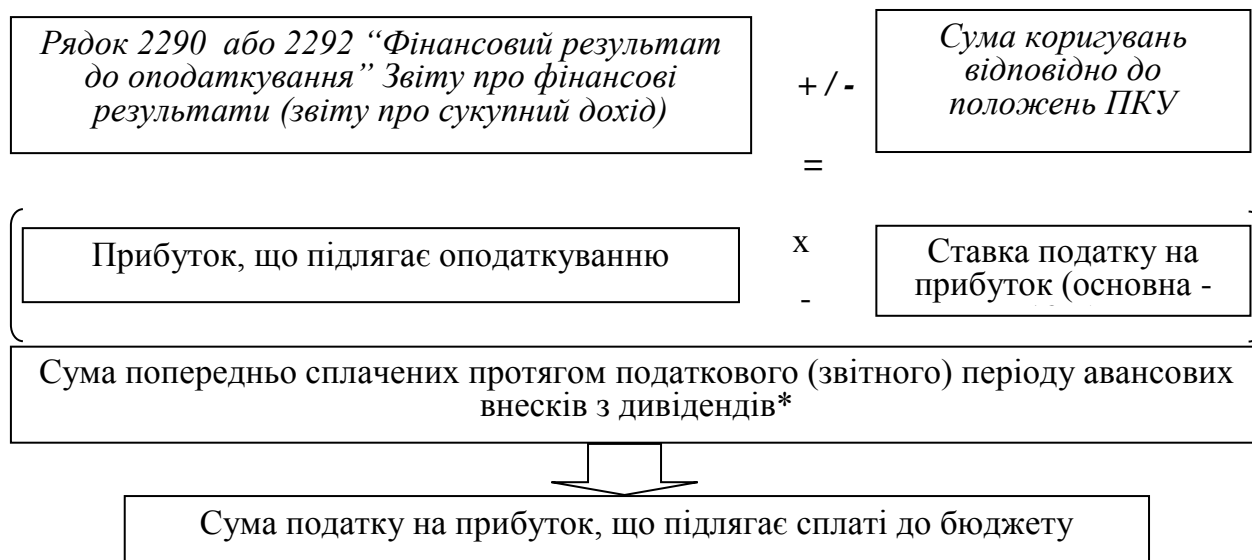 Рядок 2290 або 2292 “Фінансовий результат
до оподаткування” Звіту про фінансові
результати (звіту про сукупний дохід)
+/-
Сума коригувань
відповідно до
положень ПКУ
=
Прибуток, що підлягає оподаткуванню
х
-
Ставка податку на
прибуток (основна -
Сума попередньо сплачених протягом податкового (звітного) періоду авансових
внесків з дивідендів*
Сума податку на прибуток, що підлягає сплаті до бюджету